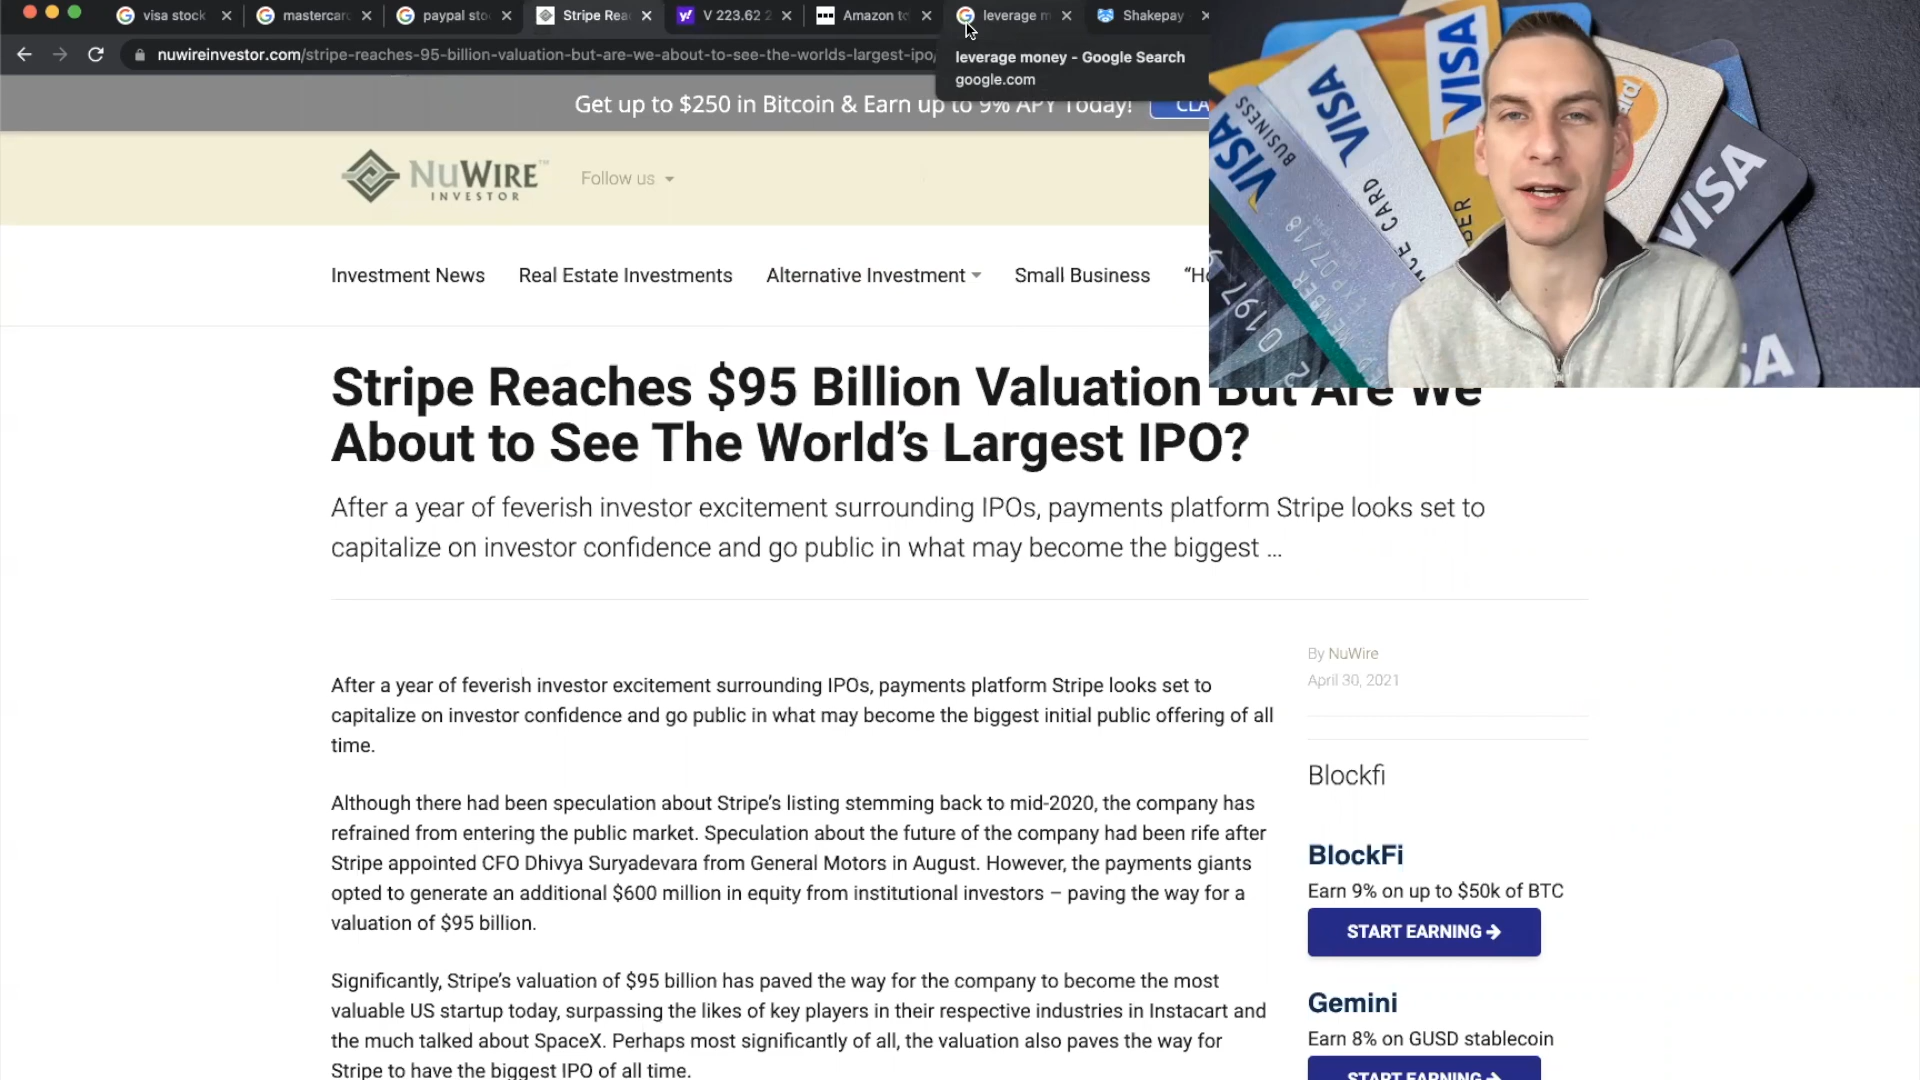 visa stock
mastercar
paypal sto
Stripe Rea
V 223.62 2
Amazon to
leverage m
Shakepay
nuwireinvestor.com/stripe-reaches-95-billion-valuation-but-are-we-about-to-see-the-worlds-largest-ipo/
leverage money - Google Search
google.com
Get up to $250 in Bitcoin & Earn up to 9% APY Today!
CLA
NUWIRE™
INVESTOR
Follow us
Investment News Real Estate Investments Alternative Investment Small Business “Ho
VISA
BUSINESS
VISA
VISA
VISA
EXP 07/18
MEMBER
0197
Stripe Reaches $95 Billion Valuation But Are We
About to See The World’s Largest IPO?
After a year of feverish investor excitement surrounding IPOs, payments platform Stripe looks set to
capitalize on investor confidence and go public in what may become the biggest ...
By NuWire
April 30, 2021
After a year of feverish investor excitement surrounding IPOs, payments platform Stripe looks set to
capitalize on investor confidence and go public in what may become the biggest initial public offering of all
time.
Although there had been speculation about Stripe’s listing stemming back to mid-2020, the company has
refrained from entering the public market. Speculation about the future of the company had been rife after
Stripe appointed CFO Dhivya Suryadevara from General Motors in August. However, the payments giants
opted to generate an additional $600 million in equity from institutional investors – paving the way for a
valuation of $95 billion.
Significantly, Stripe’s valuation of $95 billion has paved the way for the company to become the most
valuable US startup today, surpassing the likes of key players in their respective industries in Instacart and
the much talked about SpaceX. Perhaps most significantly of all, the valuation also paves the way for
Stripe to have the biggest IPO of all time.
Blockfi
BlockFi
Earn 9% on up to $50k of BTC
START EARNING →
Gemini
Earn 8% on GUSD stablecoin
START EARNING →